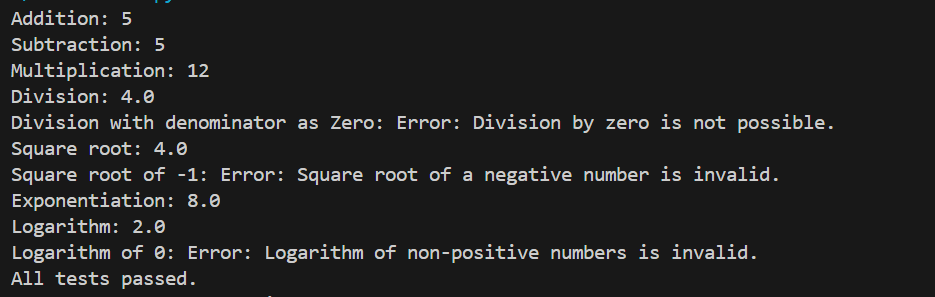 Addition: 5
Subtraction: 5
Multiplication: 12
Division: 4.0
Division with denominator as Zero: Error: Division by zero is not possible.
Square root: 4.0
Square root of -1: Error: Square root of a negative number is invalid.
Exponentiation: 8.0
Logarithm: 2.0
Logarithm of 0: Error: Logarithm of non-positive numbers is invalid.
All tests passed.